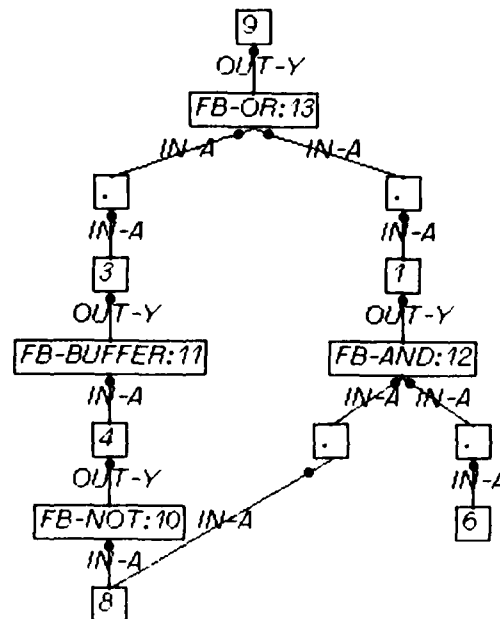 9
OUT-Y
FB-OR:13
IN-A IN-A
. .
IN-A IN-A
3 1
OUT-Y OUT-Y
FB-BUFFER:11 FB-AND:12
IN-A IN-A IN-A
4 . .
OUT-Y IN-A
FB-NOT:10 IN-A 6
IN-A
8